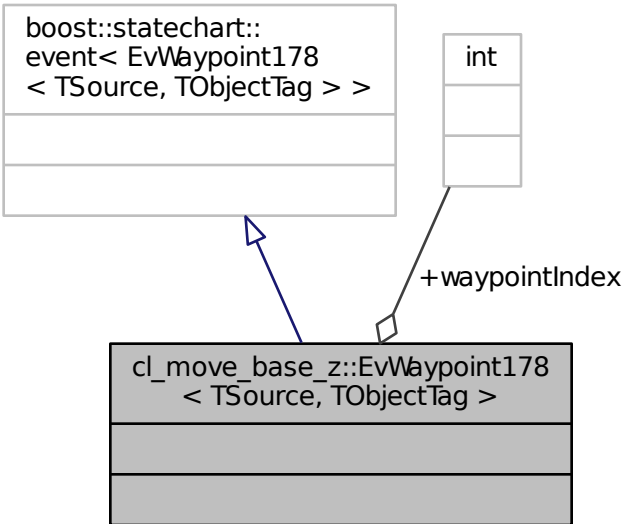 boost::statechart::
event< EvWaypoint178
< TSource, TObjectTag > >
int
+waypointIndex
cl_move_base_z::EvWaypoint178
< TSource, TObjectTag >